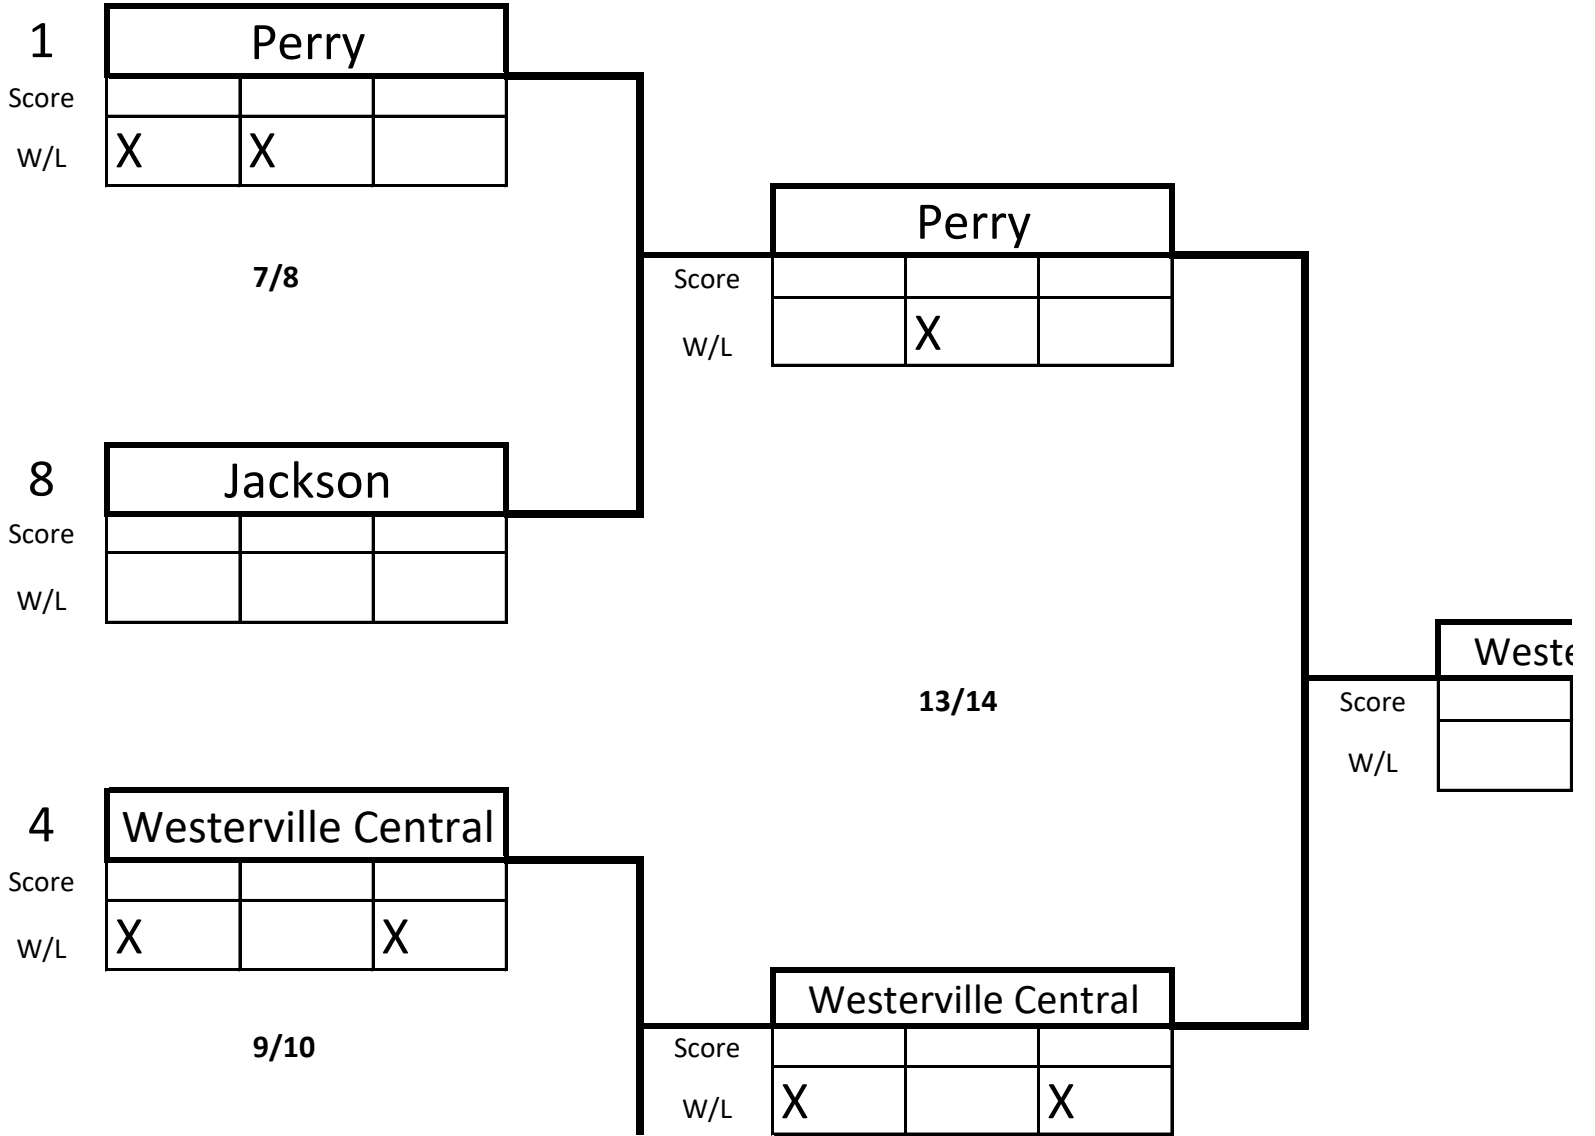 1 Perry
Score
W/L X X
7/8
8 Jackson
Score
W/L
4 Westerville Central
Score
W/L X X
9/10
Perry
Score
W/L X
13/14
Westerville Central
Score
W/L X X
Score
W/L